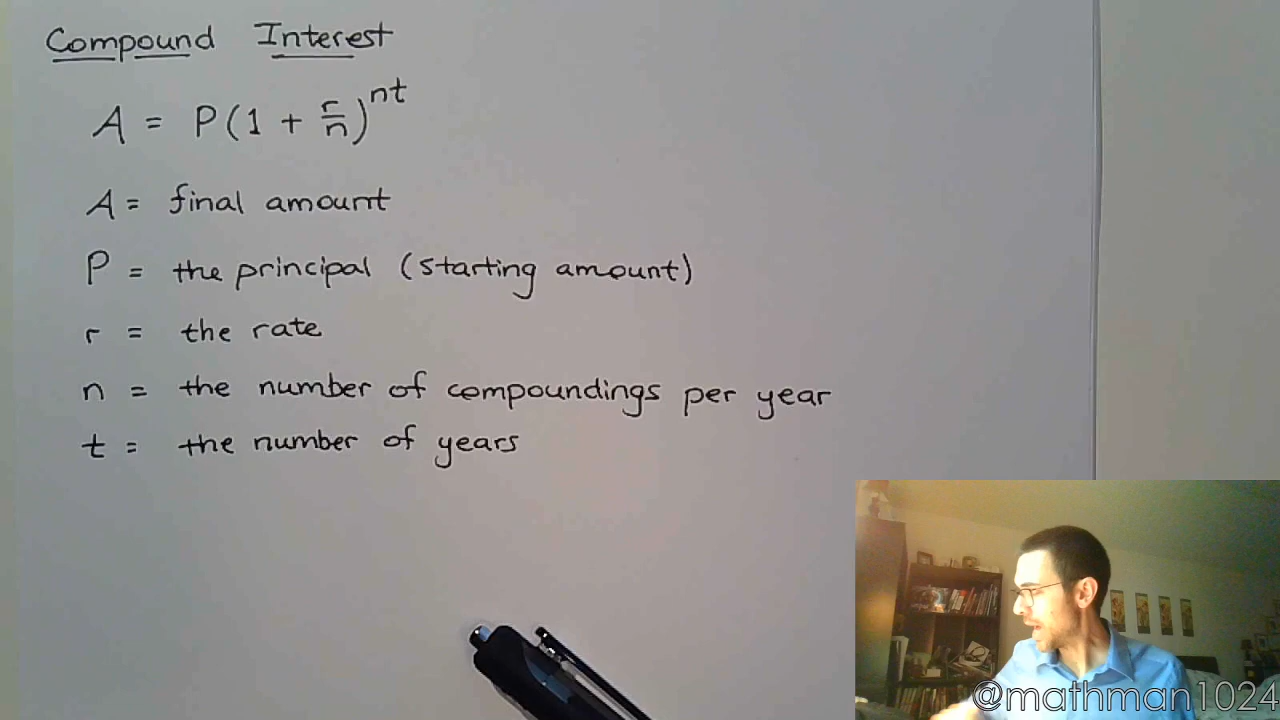 Compound Interest
A = P(1 + r/n)^nt
A = final amount
P = the principal (starting amount)
r = the rate
n = the number of compoundings per year
t = the number of years
@mathman1024